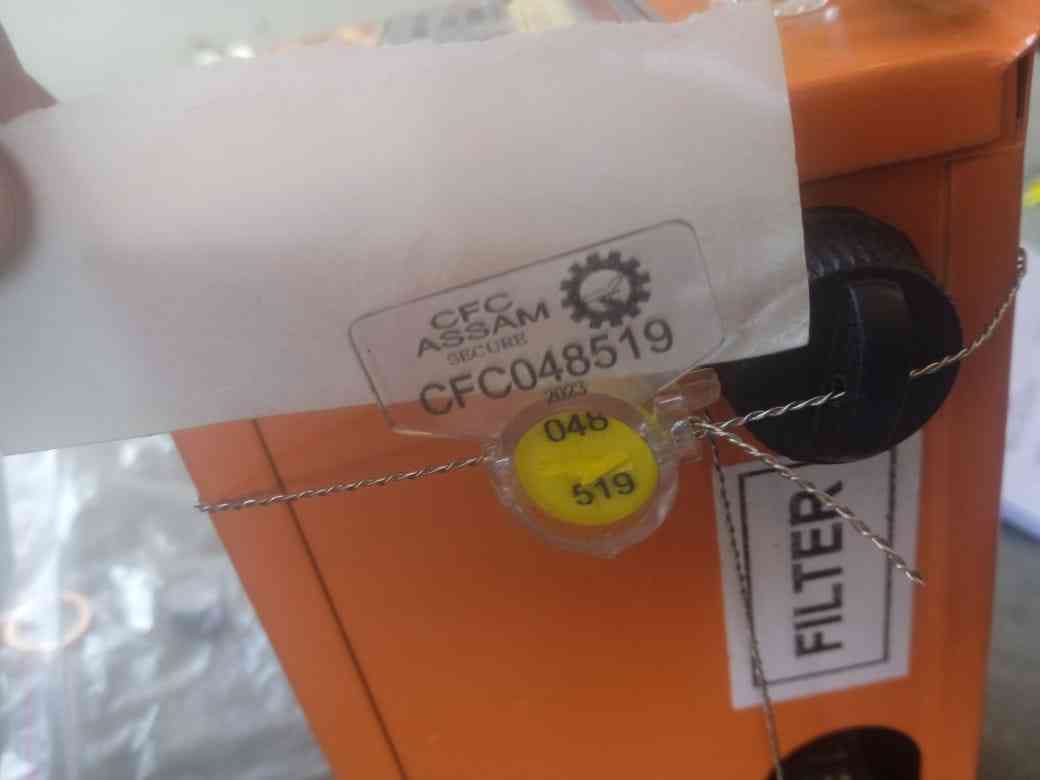 CFC
ASSAM
SECURE
CFC048519
2023
048
519
FILTER